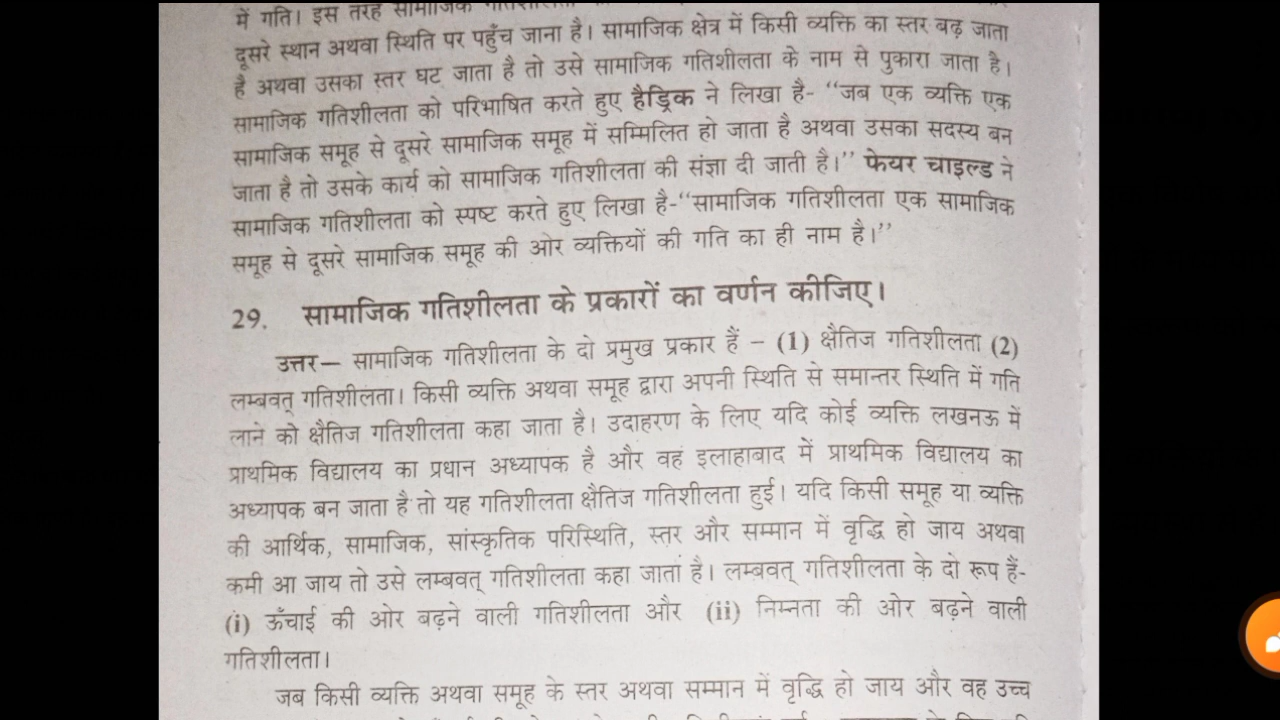 में गति। इस तरह सामाजिक
दूसरे स्थान अथवा स्थिति पर पहुँच जाना है। सामाजिक क्षेत्र में किसी व्यक्ति का स्तर बढ़ जाता
है अथवा उसका स्तर घट जाता है तो उसे सामाजिक गतिशीलता के नाम से पुकारा जाता है।
सामाजिक गतिशीलता को परिभाषित करते हुए हैड्रिक ने लिखा है- ‘‘जब एक व्यक्ति एक
सामाजिक समूह से दूसरे सामाजिक समूह में सम्मिलित हो जाता है अथवा उसका सदस्य बन
जाता है तो उसके कार्य को सामाजिक गतिशीलता की संज्ञा दी जाती है।’’ फेयर चाइल्ड ने
सामाजिक गतिशीलता को स्पष्ट करते हुए लिखा है-‘‘सामाजिक गतिशीलता एक सामाजिक
समूह से दूसरे सामाजिक समूह की ओर व्यक्तियों की गति का ही नाम है।’’
29. सामाजिक गतिशीलता के प्रकारों का वर्णन कीजिए।
उत्तर— सामाजिक गतिशीलता के दो प्रमुख प्रकार हैं – (1) क्षैतिज गतिशीलता (2)
लम्बवत् गतिशीलता। किसी व्यक्ति अथवा समूह द्वारा अपनी स्थिति से समान्तर स्थिति में गति
लाने को क्षैतिज गतिशीलता कहा जाता है। उदाहरण के लिए यदि कोई व्यक्ति लखनऊ में
प्राथमिक विद्यालय का प्रधान अध्यापक है और वह इलाहाबाद में प्राथमिक विद्यालय का
अध्यापक बन जाता है तो यह गतिशीलता क्षैतिज गतिशीलता हुई। यदि किसी समूह या व्यक्ति
की आर्थिक, सामाजिक, सांस्कृतिक परिस्थिति, स्तर और सम्मान में वृद्धि हो जाय अथवा
कमी आ जाय तो उसे लम्बवत् गतिशीलता कहा जाता है। लम्बवत् गतिशीलता के दो रूप हैं-
(i) ऊँचाई की ओर बढ़ने वाली गतिशीलता और (ii) निम्नता की ओर बढ़ने वाली
गतिशीलता।
जब किसी व्यक्ति अथवा समूह के स्तर अथवा सम्मान में वृद्धि हो जाय और वह उच्च